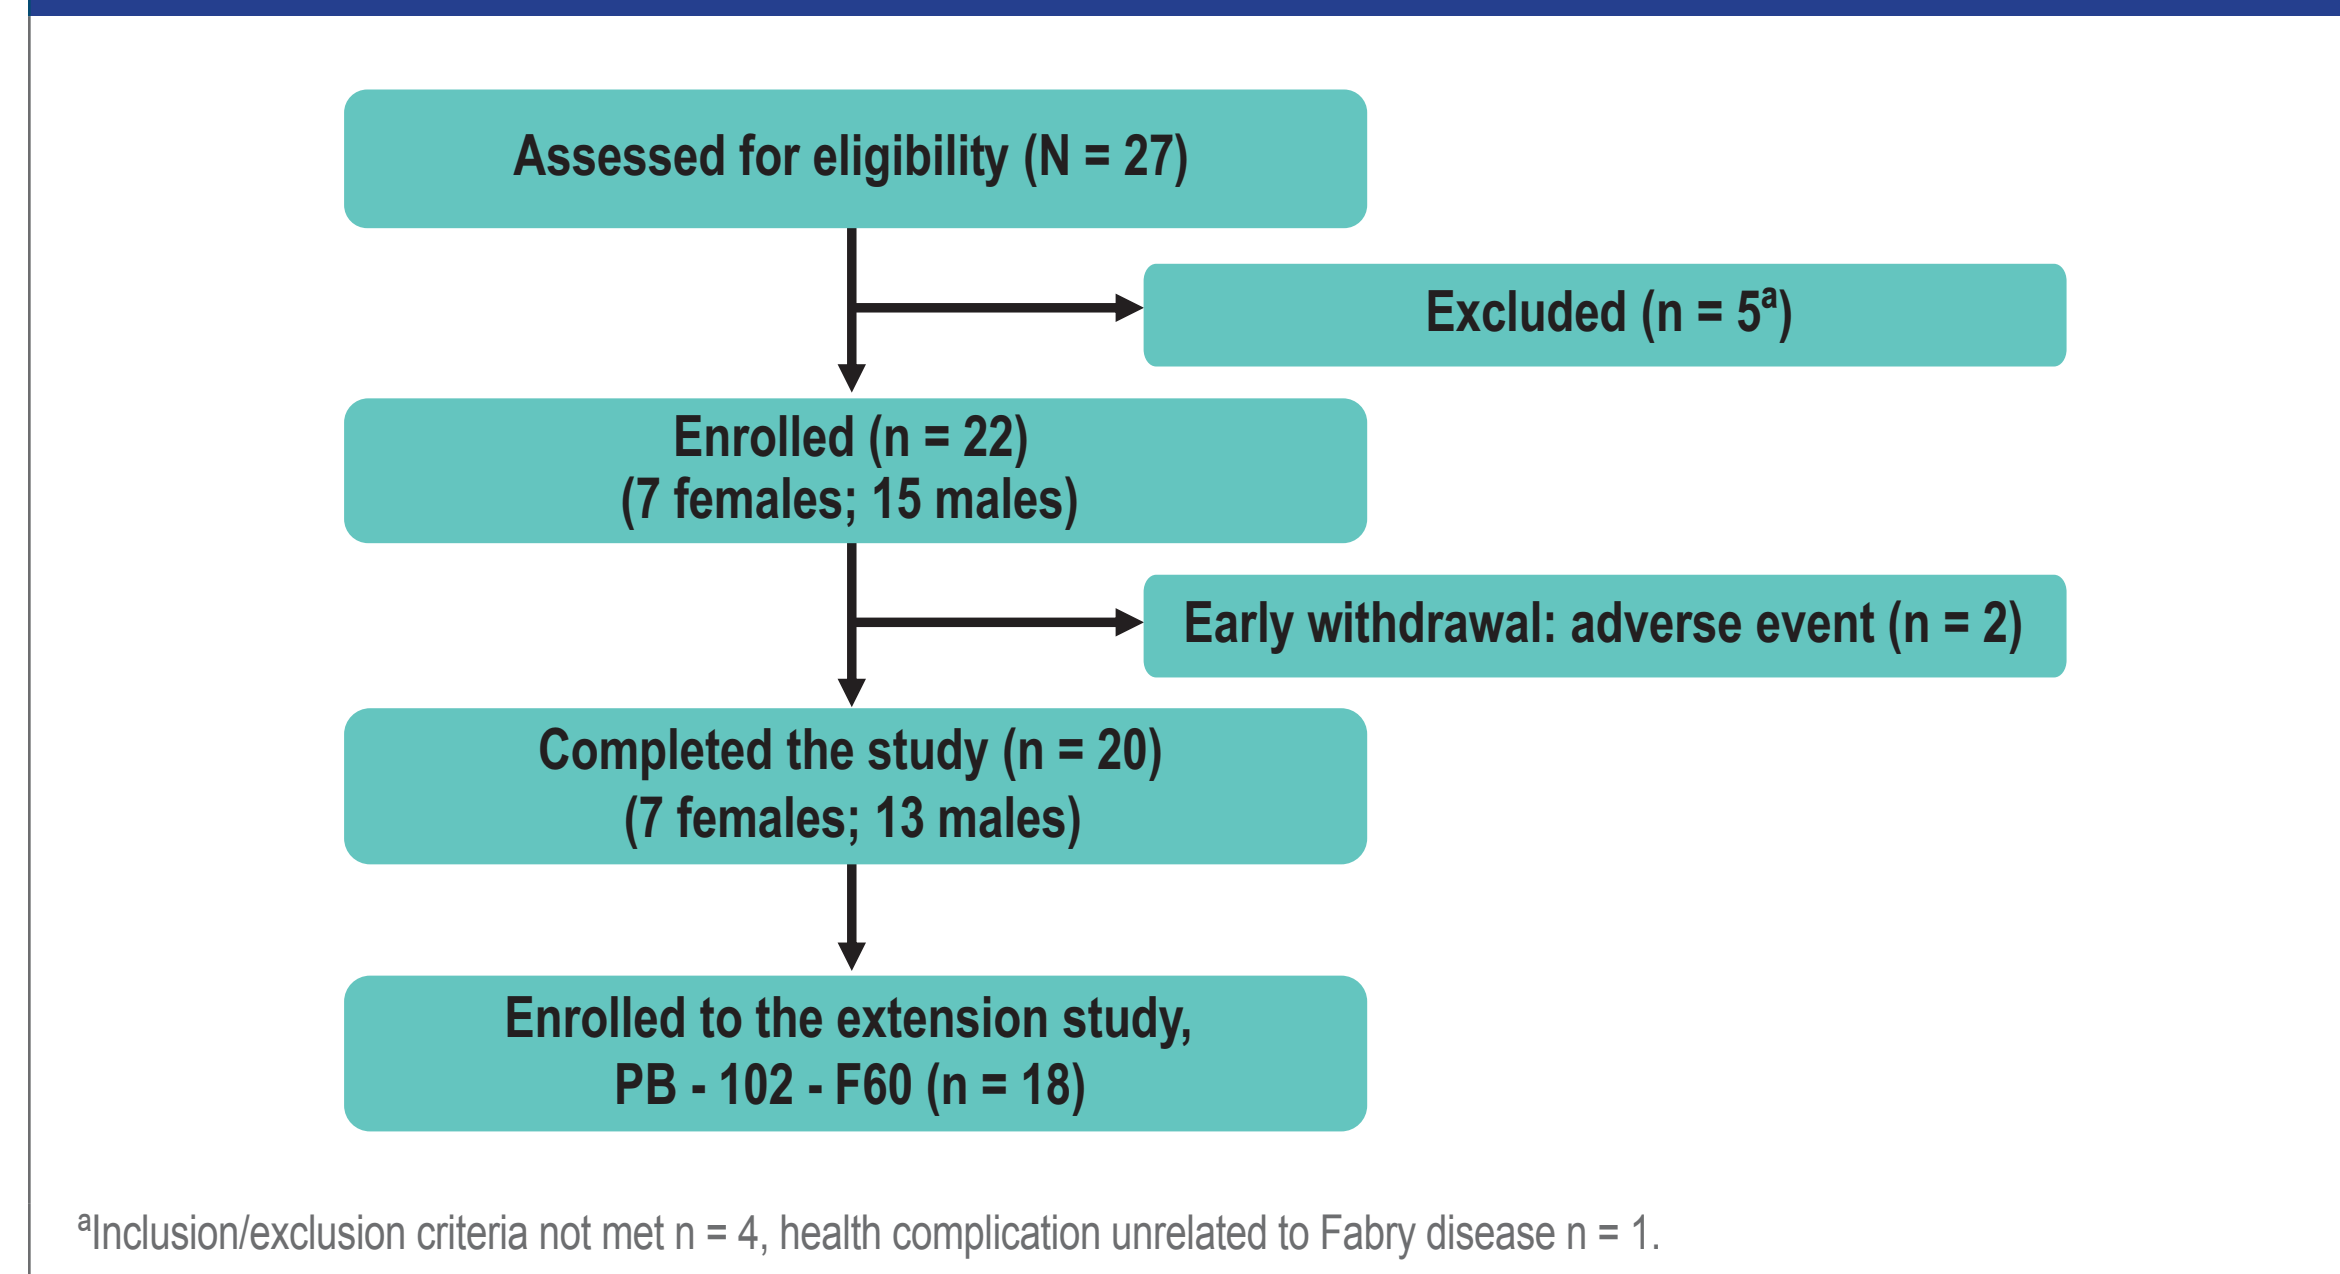 Assessed for eligibility (N = 27)
Excluded (n = 5ª)
Enrolled (n = 22)
(7 females; 15 males)
Early withdrawal: adverse event (n = 2)
Completed the study (n = 20)
(7 females; 13 males)
Enrolled to the extension study,
PB - 102 - F60 (n = 18)
ªInclusion/exclusion criteria not met n = 4, health complication unrelated to Fabry disease n = 1.